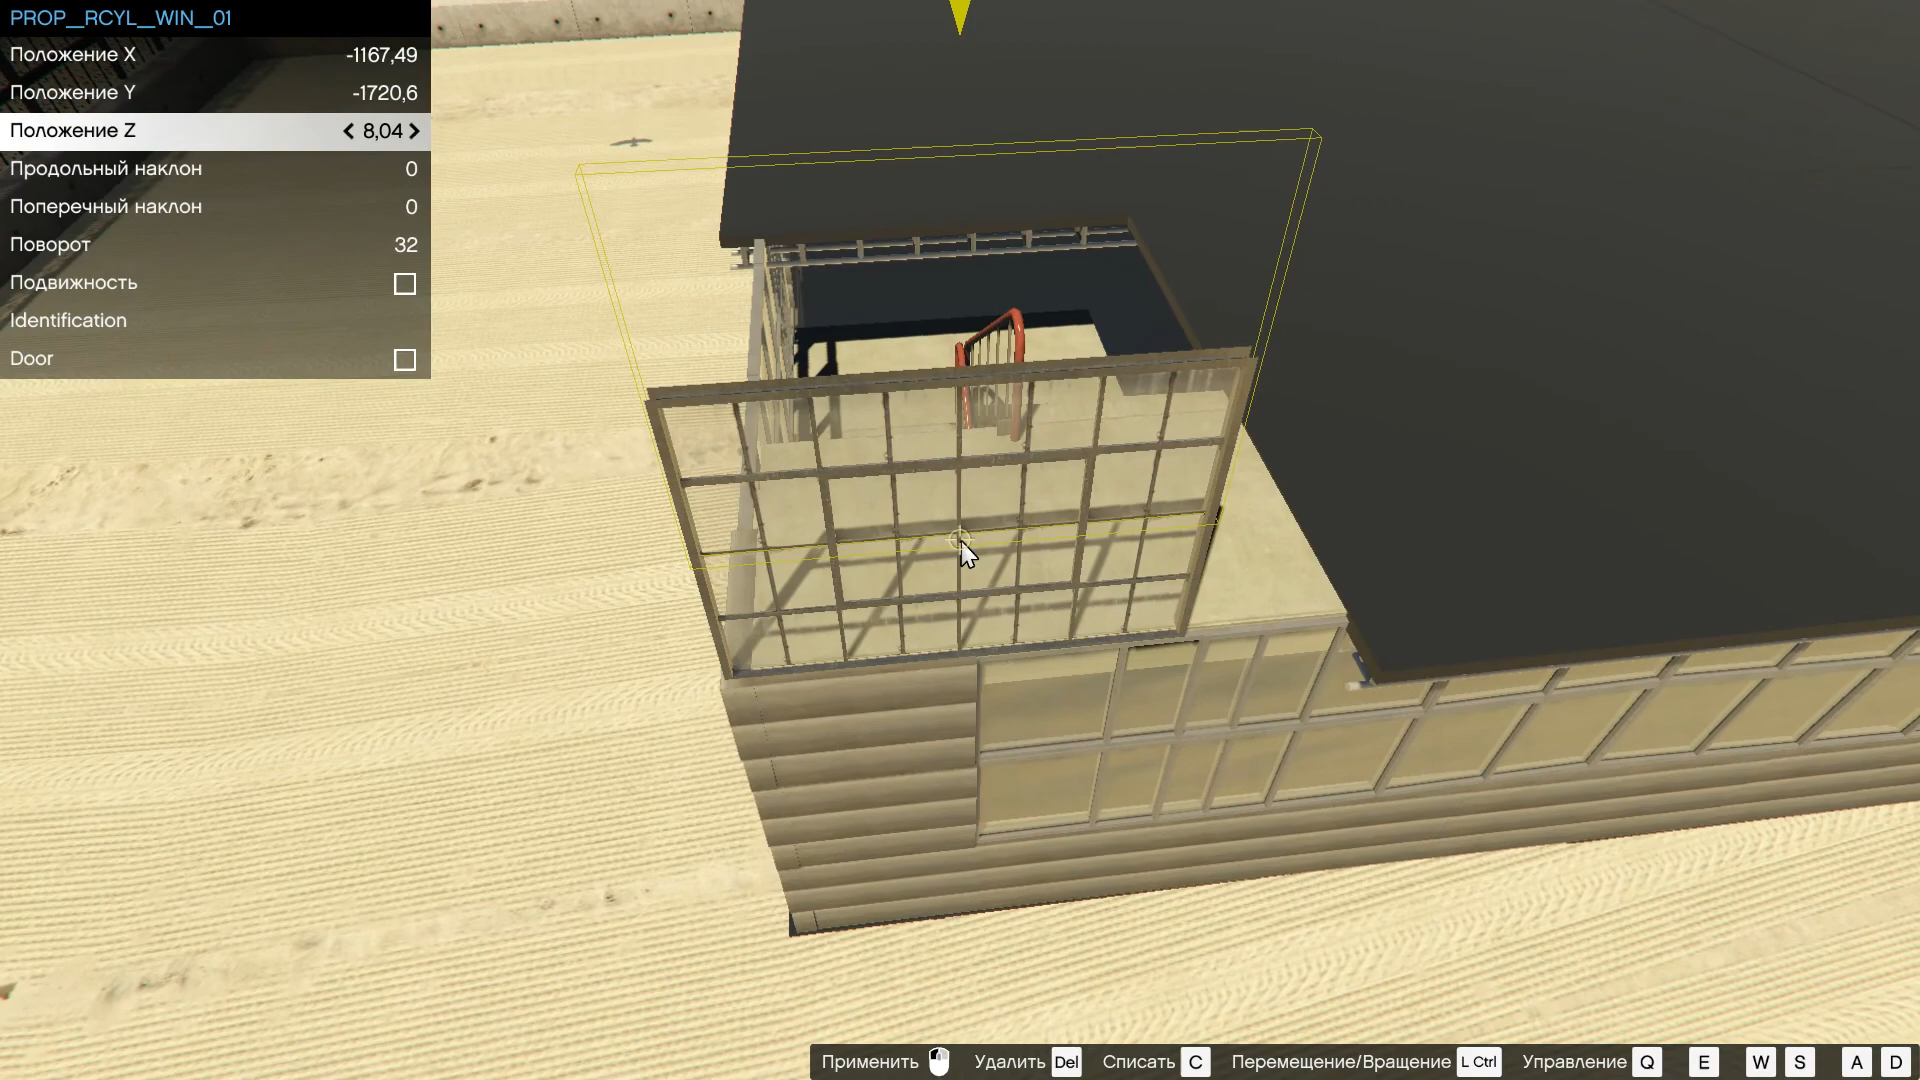 PROP__RCYL__WIN__01
Положение X -1167,49
Положение Y -1720,6
Положение Z 8,04
Продольный наклон 0
Поперечный наклон 0
Поворот 32
Подвижность
Identification
Door
Применить Удалить Del Списать C Перемещение/Вращение L Ctrl Управление Q E W S A D